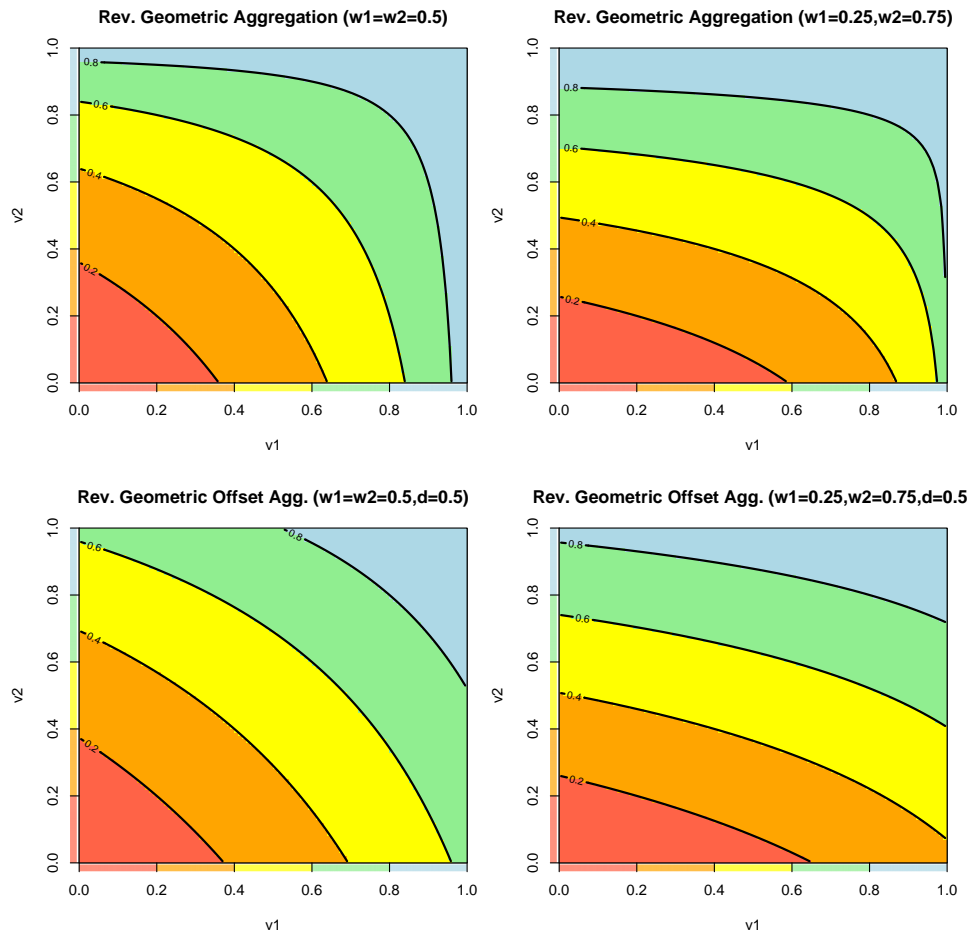 Rev. Geometric Aggregation (w1=w2=0.5)
1.0
0.8
0.6
0.4
0.2
0.0
v2
0.8
0.6
0.4
0.2
0.0 0.2 0.4 0.6 0.8 1.0
v1
Rev. Geometric Aggregation (w1=0.25,w2=0.75)
1.0
0.8
0.6
0.4
0.2
0.0
v2
0.8
0.6
0.4
0.2
0.0 0.2 0.4 0.6 0.8 1.0
v1
Rev. Geometric Offset Agg. (w1=w2=0.5,d=0.5)
1.0
0.8
0.6
0.4
0.2
0.0
v2
0.8
0.6
0.4
0.2
0.0 0.2 0.4 0.6 0.8 1.0
v1
Rev. Geometric Offset Agg. (w1=0.25,w2=0.75,d=0.5
1.0
0.8
0.6
0.4
0.2
0.0
v2
0.8
0.6
0.4
0.2
0.0 0.2 0.4 0.6 0.8 1.0
v1